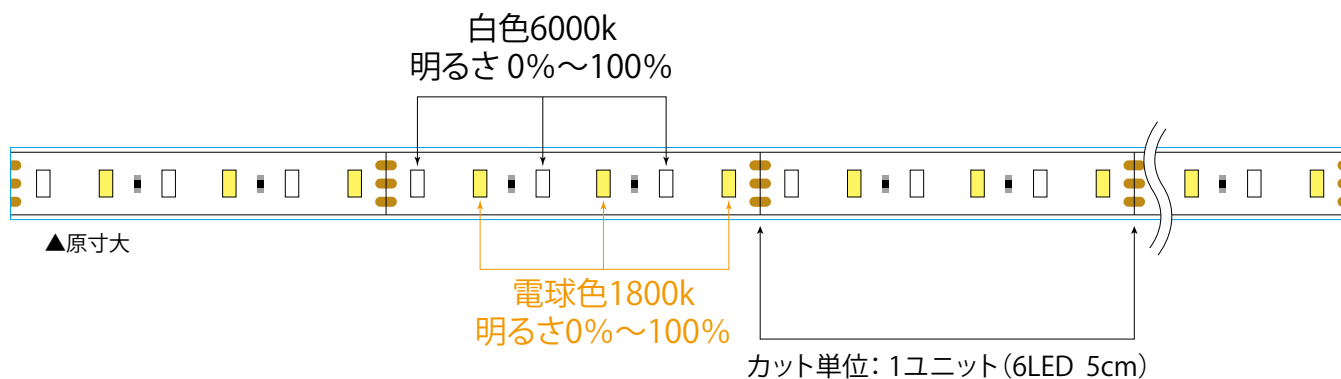 白色6000k
明るさ 0%～100%
▲原寸大
電球色1800k
明るさ0%～100%
カット単位：1ユニット（6LED 5cm）